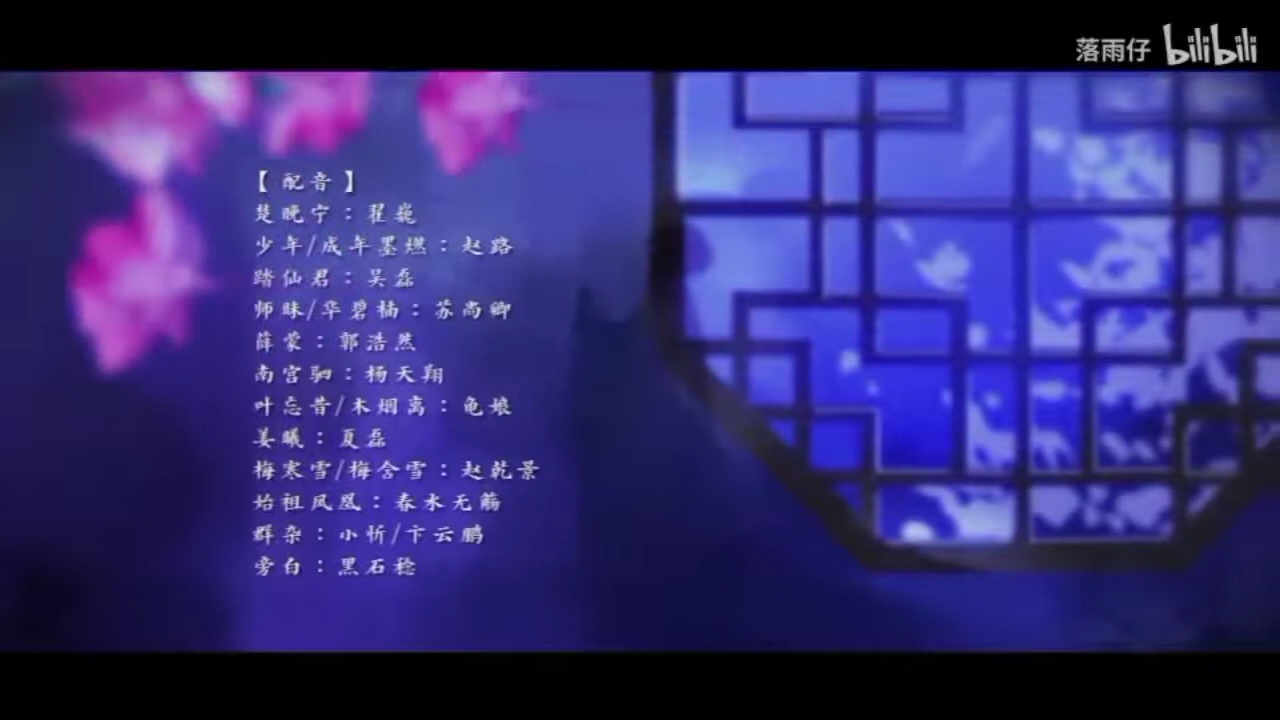 落雨仔 bilibili
【配音】
楚晚宁：翟巍
少年/成年墨燃：赵路
踏仙君：吴磊
师昧/华碧楠：苏尚卿
薛蒙：郭浩然
南宫驷：杨天翔
叶忘昔/木烟离：龟娘
姜曦：夏磊
梅寒雪/梅含雪：赵乾景
始祖凤凰：春水无觞
群杂：小忻/卞云鹏
旁白：黑石稔